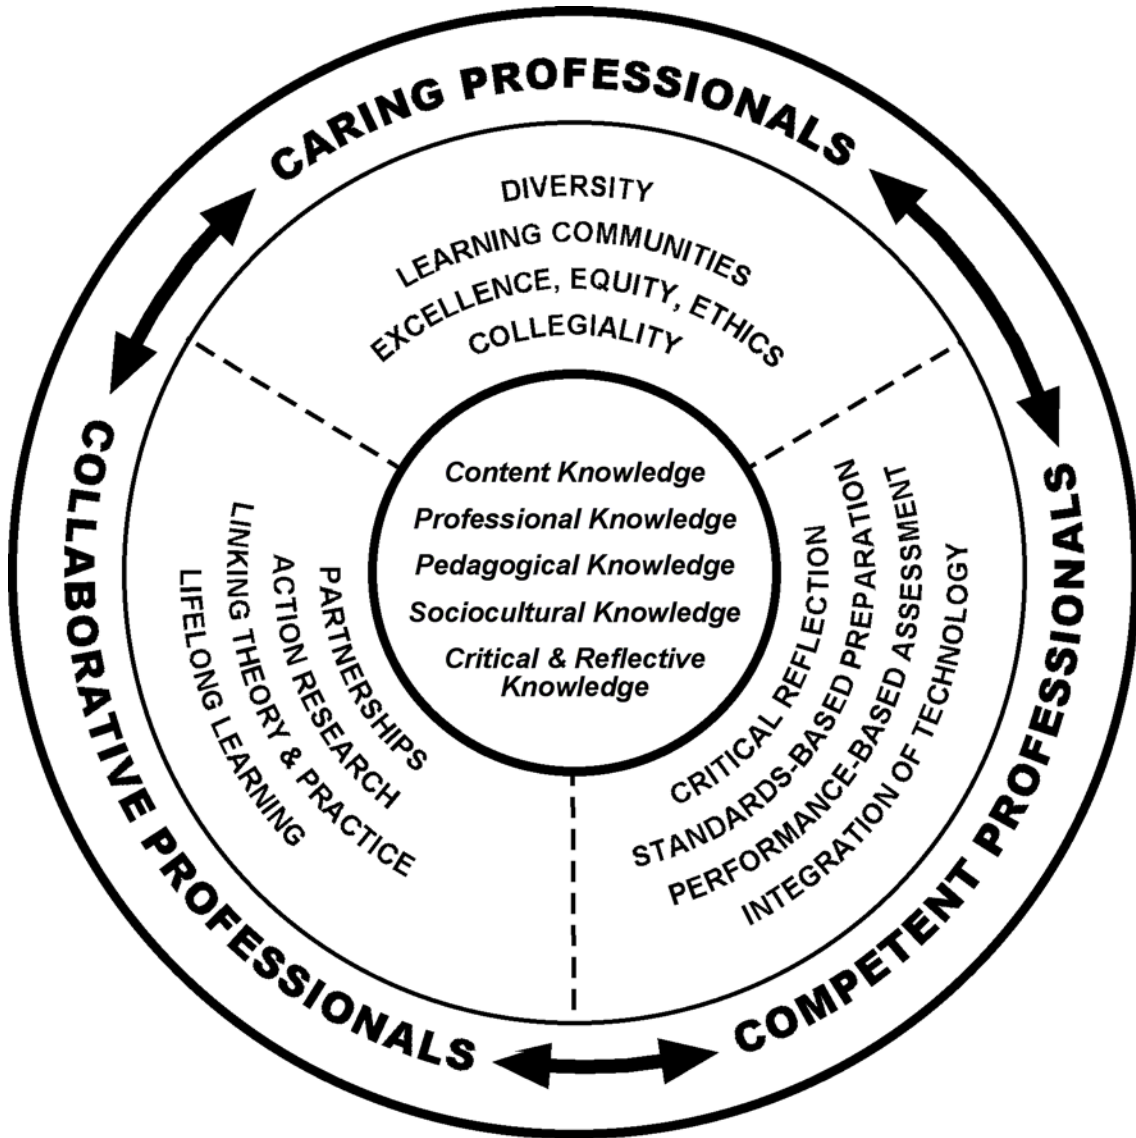 CARING PROFESSIONALS
DIVERSITY
LEARNING COMMUNITIES
EXCELLENCE, EQUITY, ETHICS
COLLEGIALITY
Content Knowledge
Professional Knowledge
Pedagogical Knowledge
Sociocultural Knowledge
Critical & Reflective
Knowledge
COMPETENT PROFESSIONALS
CRITICAL REFLECTION
STANDARDS-BASED PREPARATION
PERFORMANCE-BASED ASSESSMENT
INTEGRATION OF TECHNOLOGY
COLLABORATIVE PROFESSIONALS
PARTNERSHIPS
ACTION RESEARCH
LINKING THEORY & PRACTICE
LIFELONG LEARNING